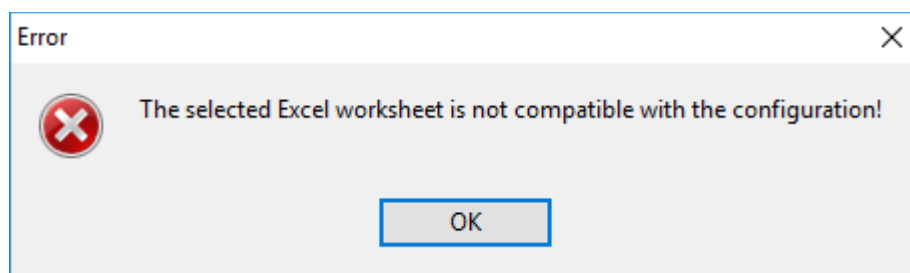 Error
The selected Excel worksheet is not compatible with the configuration!
OK